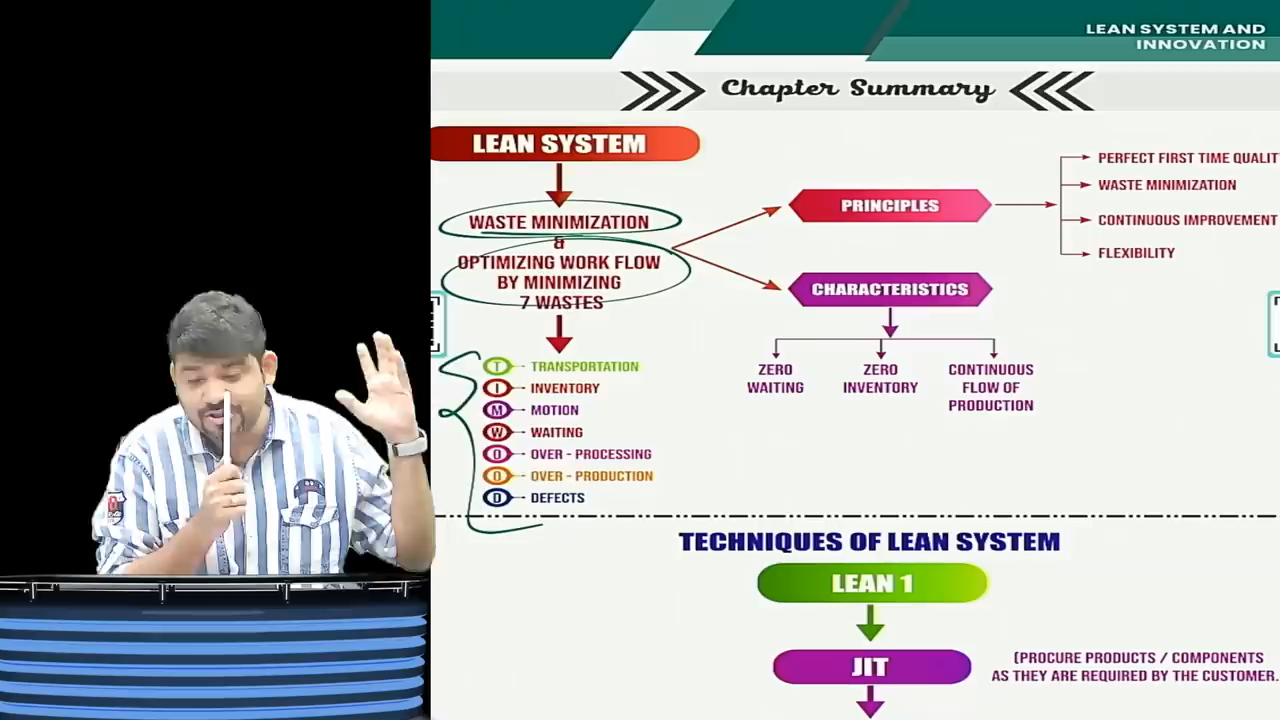 LEAN SYSTEM AND
INNOVATION
Chapter Summary
LEAN SYSTEM
WASTE MINIMIZATION
&
OPTIMIZING WORK FLOW
BY MINIMIZING
7 WASTES
T TRANSPORTATION
I INVENTORY
M MOTION
W WAITING
O OVER - PROCESSING
O OVER - PRODUCTION
D DEFECTS
PRINCIPLES
PERFECT FIRST TIME QUALIT
WASTE MINIMIZATION
CONTINUOUS IMPROVEMENT
FLEXIBILITY
CHARACTERISTICS
ZERO
WAITING
ZERO
INVENTORY
CONTINUOUS
FLOW OF
PRODUCTION
TECHNIQUES OF LEAN SYSTEM
LEAN 1
JIT
(PROCURE PRODUCTS / COMPONENTS
AS THEY ARE REQUIRED BY THE CUSTOMER.